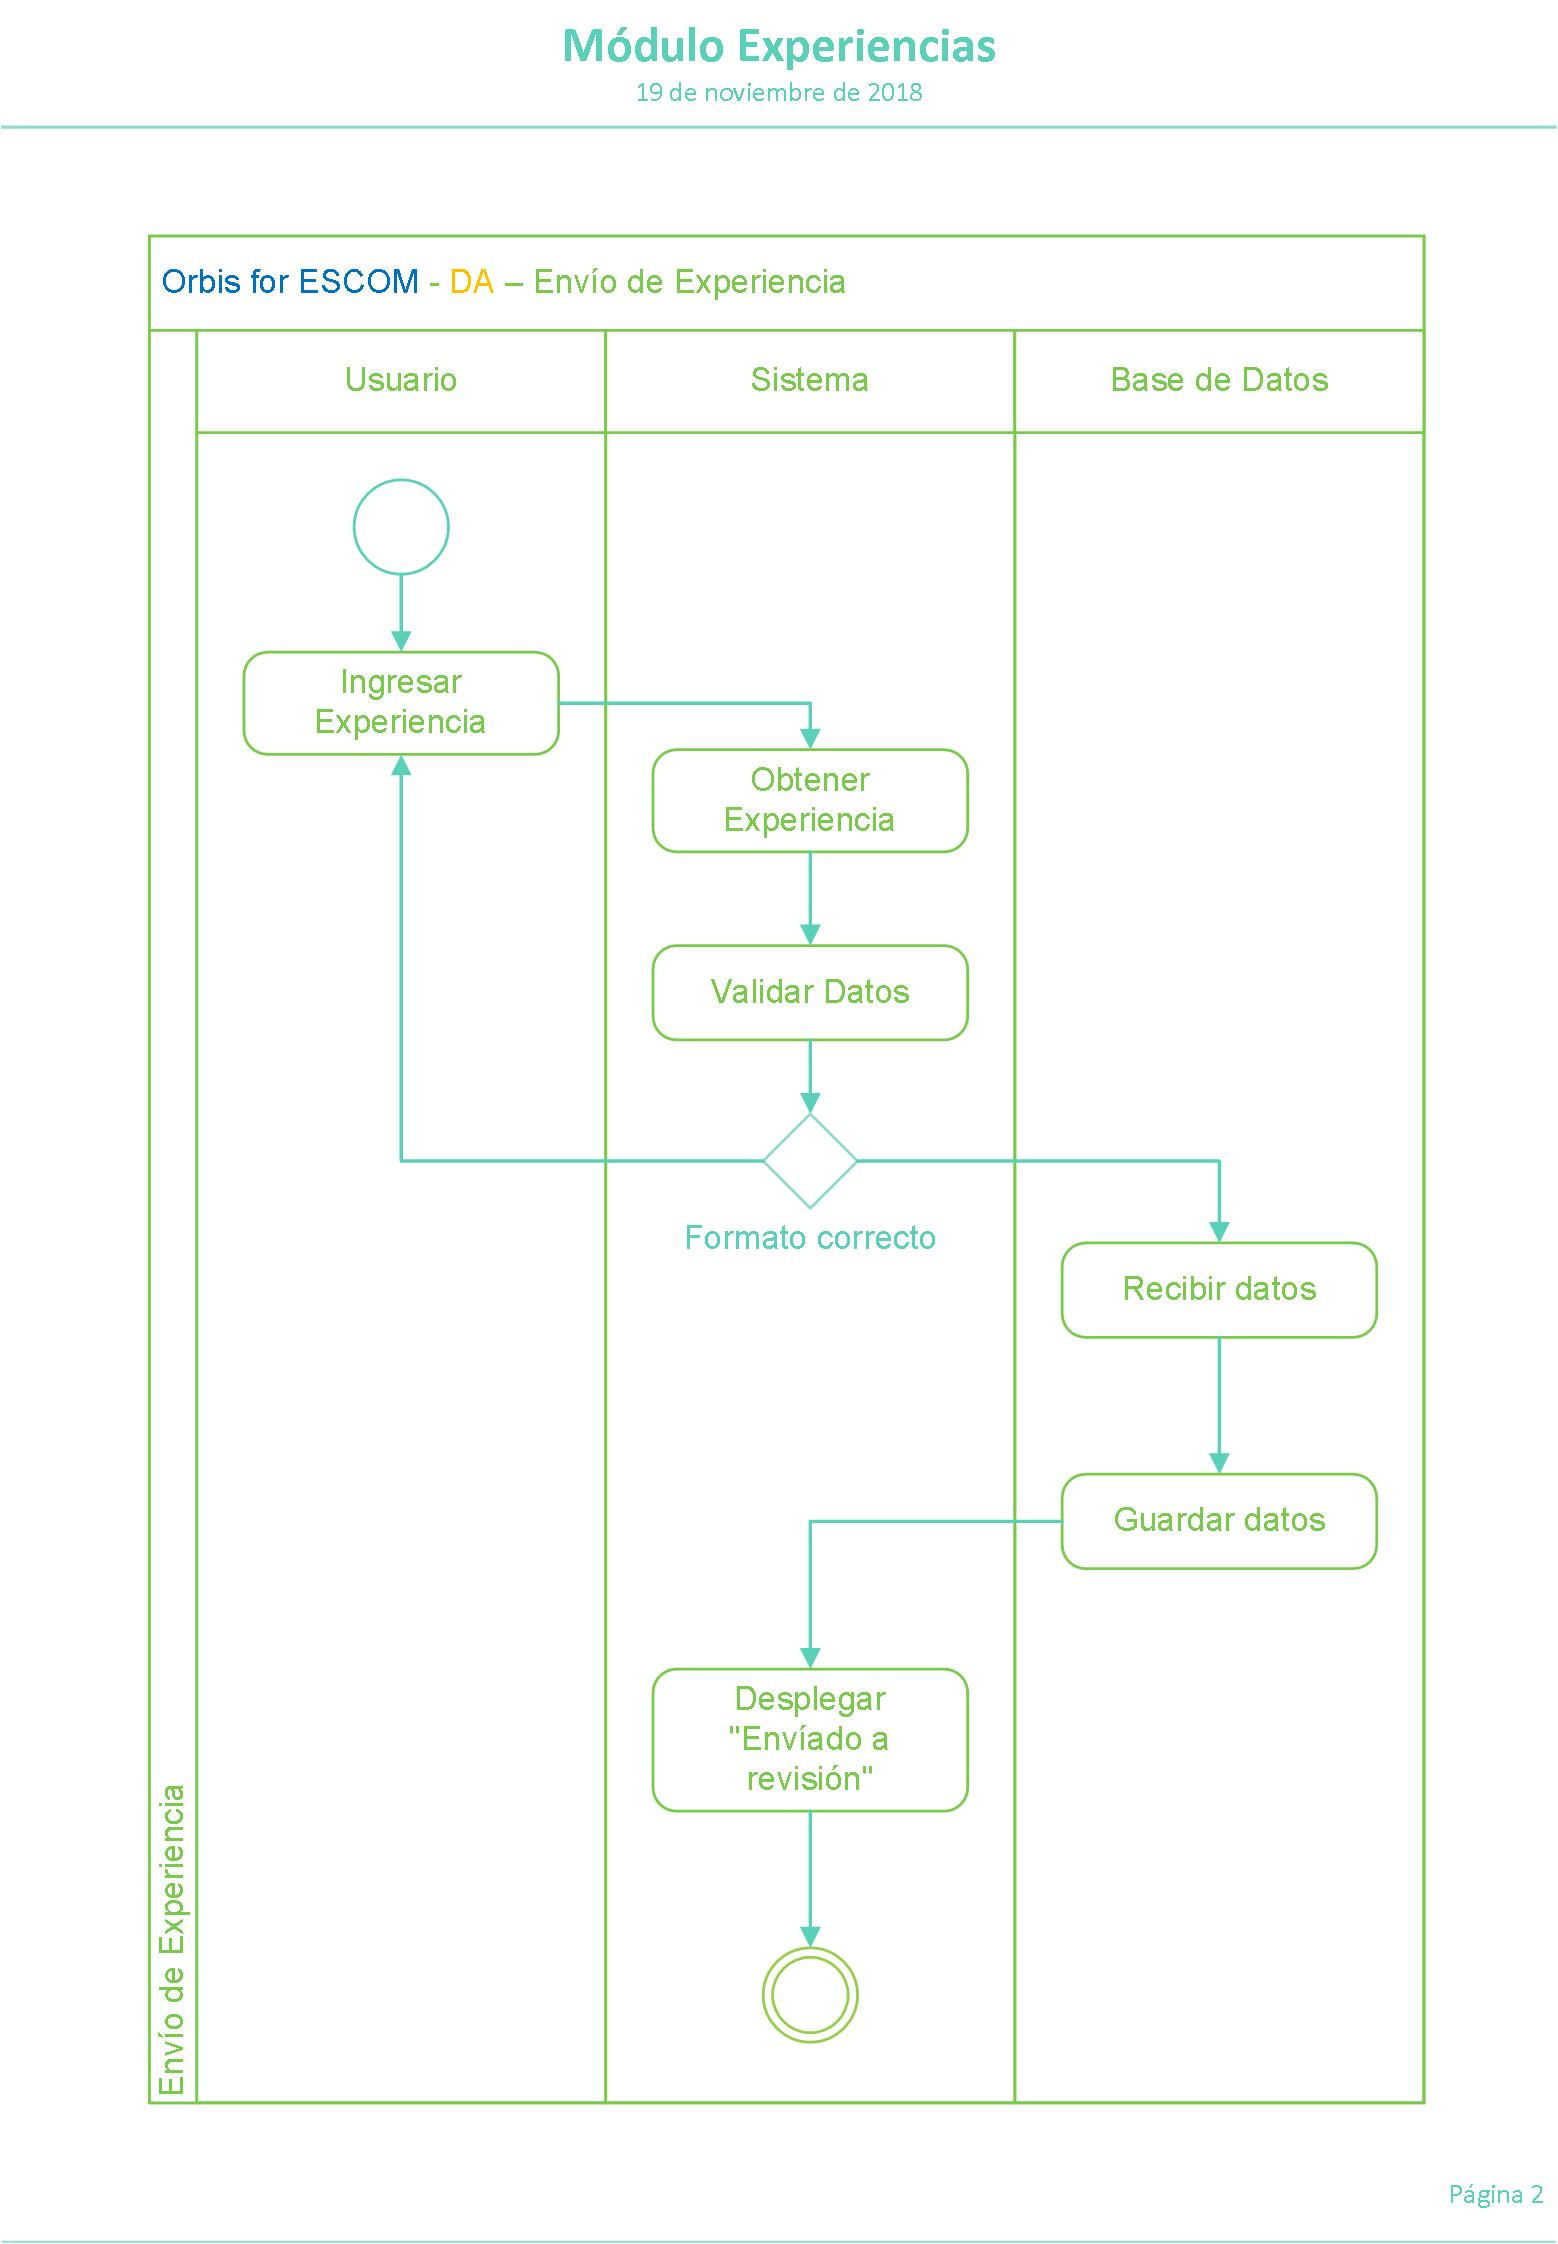 Módulo Experiencias
19 de noviembre de 2018
Orbis for ESCOM - DA – Envío de Experiencia
Usuario
Sistema
Base de Datos
Ingresar
Experiencia
Obtener
Experiencia
Validar Datos
Formato correcto
Recibir datos
Guardar datos
Desplegar
"Envíado a
revisión"
Envío de Experiencia
Página 2